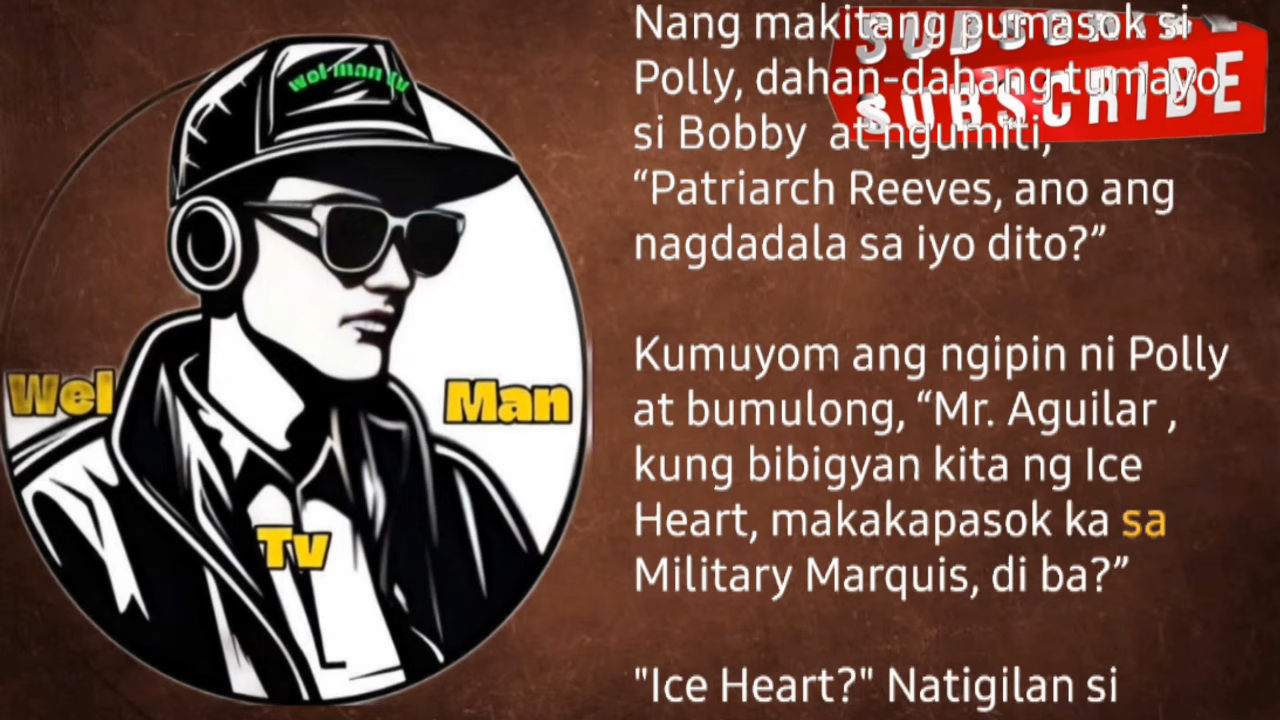 Nang makitang pumasok si
Polly, dahan-dahang tumayo
si Bobby at ngumiti,
“Patriarch Reeves, ano ang
nagdadala sa iyo dito?”
Kumuyom ang ngipin ni Polly
at bumulong, “Mr. Aguilar ,
kung bibigyan kita ng Ice
Heart, makakapasok ka sa
Military Marquis, di ba?”
"Ice Heart?" Natigilan si
SUBSCRIBE
SUBSCRIBE
wel man tv
Wel
Man
Tv